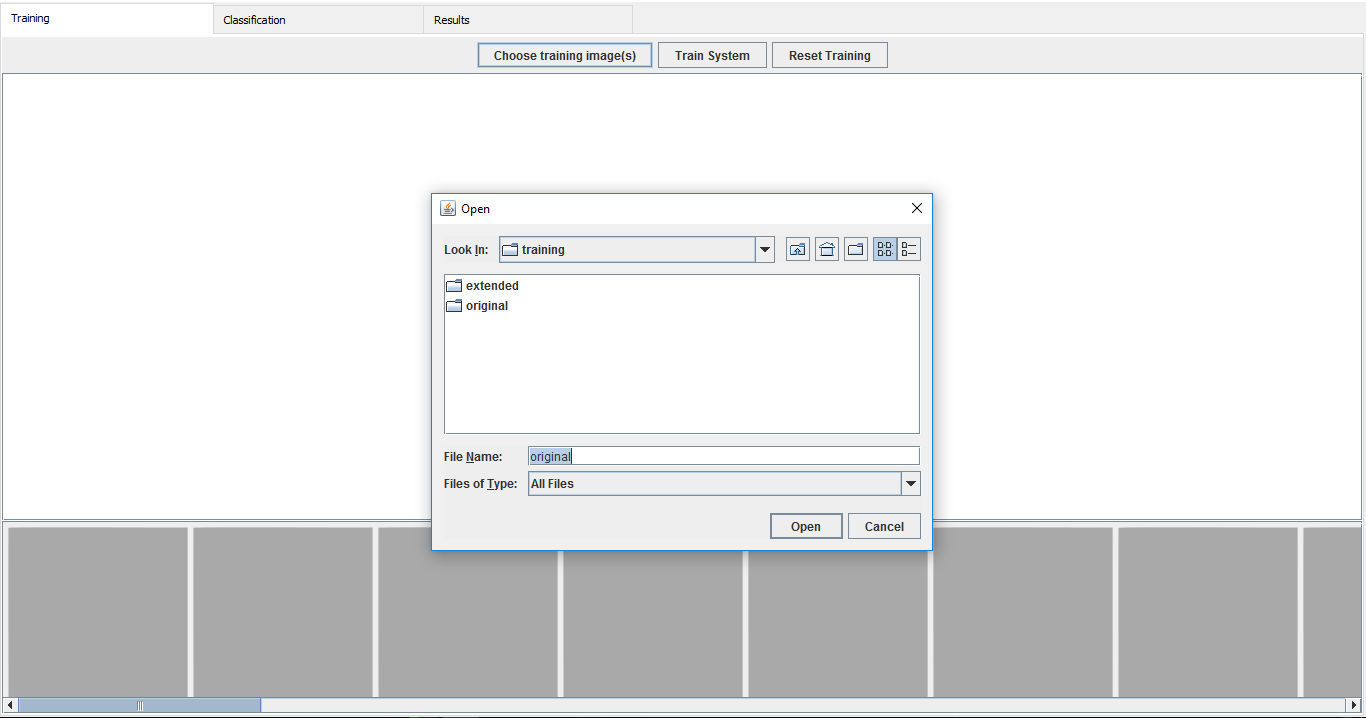 Training Classification Results
Choose training image(s) Train System Reset Training
Open
Look In: training
extended
original
File Name: original
Files of Type: All Files
Open Cancel